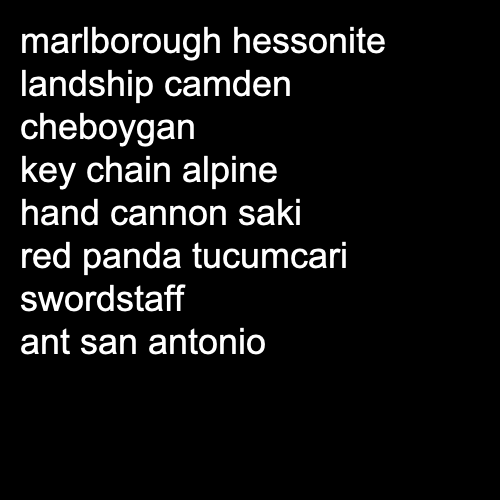 marlborough hessonite
landship camden
cheboygan
key chain alpine
hand cannon saki
red panda tucumcari
swordstaff
ant san antonio